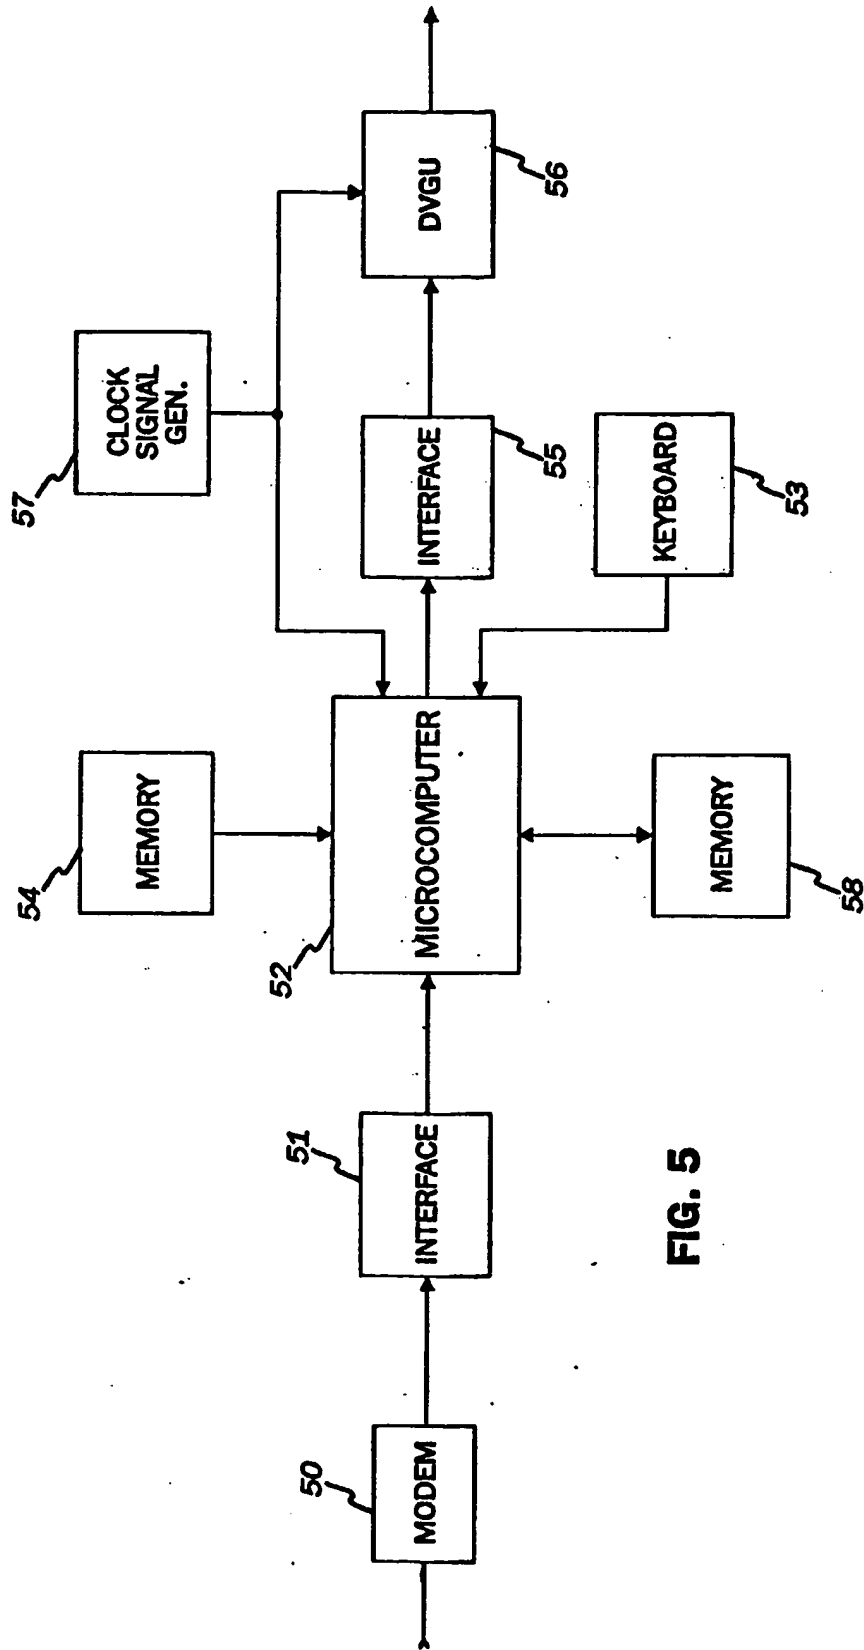 57
CLOCK
SIGNAL
GEN.
54
MEMORY
50
MODEM
51
INTERFACE
52
MICROCOMPUTER
INTERFACE
55
DVGU
56
MEMORY
58
KEYBOARD
53
FIG. 5